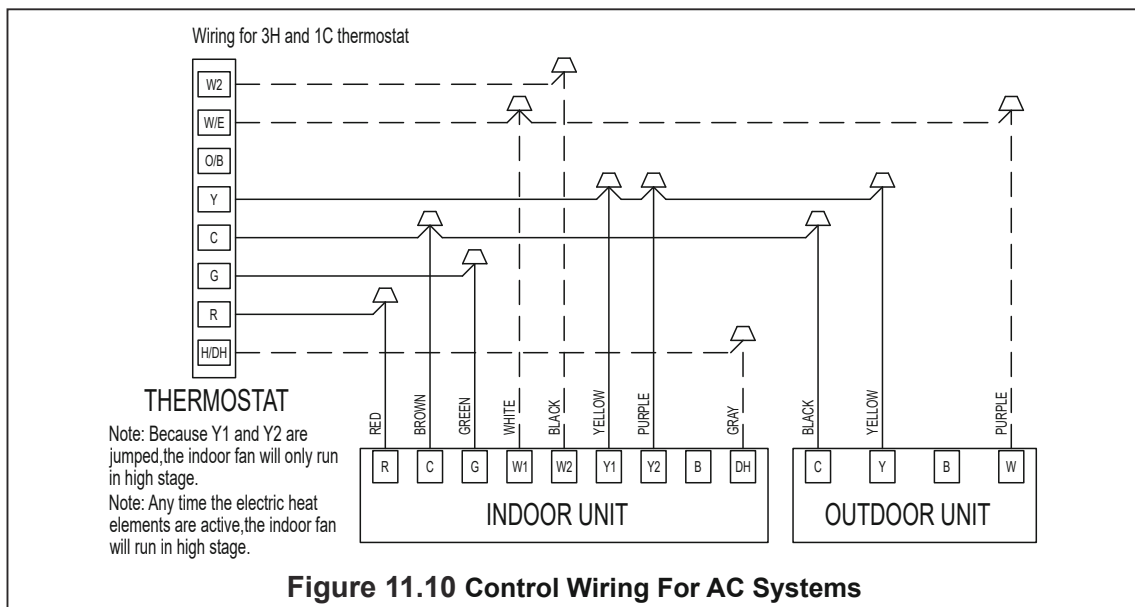 Wiring for 3H and 1C thermostat
W2
W/E
O/B
Y
C
G
R
H/DH
THERMOSTAT
Note: Because Y1 and Y2 are
jumped,the indoor fan will only run
in high stage.
Note: Any time the electric heat
elements are active,the indoor fan
will run in high stage.
RED
BROWN
GREEN
WHITE
BLACK
YELLOW
PURPLE
GRAY
BLACK
YELLOW
PURPLE
R
C
G
W1
W2
Y1
Y2
B
DH
C
Y
B
W
INDOOR UNIT
OUTDOOR UNIT
Figure 11.10 Control Wiring For AC Systems